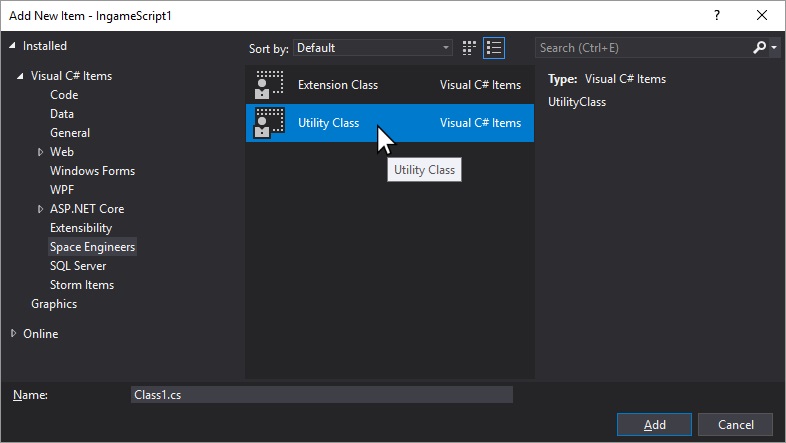 Add New Item - IngameScript1
?
Installed
Sort by: Default
Search (Ctrl+E)
Visual C# Items
Code
Data
General
Web
Windows Forms
WPF
ASP.NET Core
Extensibility
Space Engineers
SQL Server
Storm Items
Graphics
Online
Extension Class Visual C# Items
Utility Class Visual C# Items
Utility Class
Type: Visual C# Items
UtilityClass
Name: Class1.cs
Add Cancel